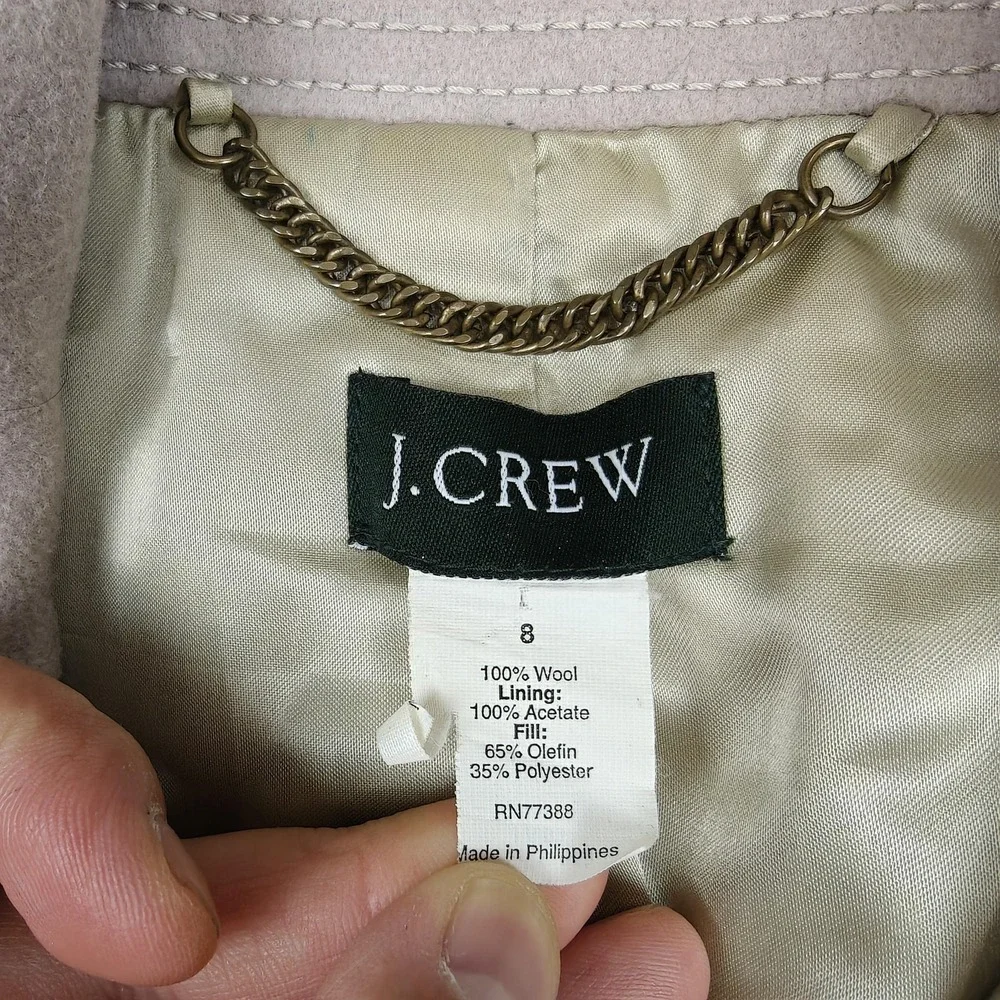 J.CREW
8
100% Wool
Lining:
100% Acetate
Fill:
65% Olefin
35% Polyester
RN77388
Made in Philippines